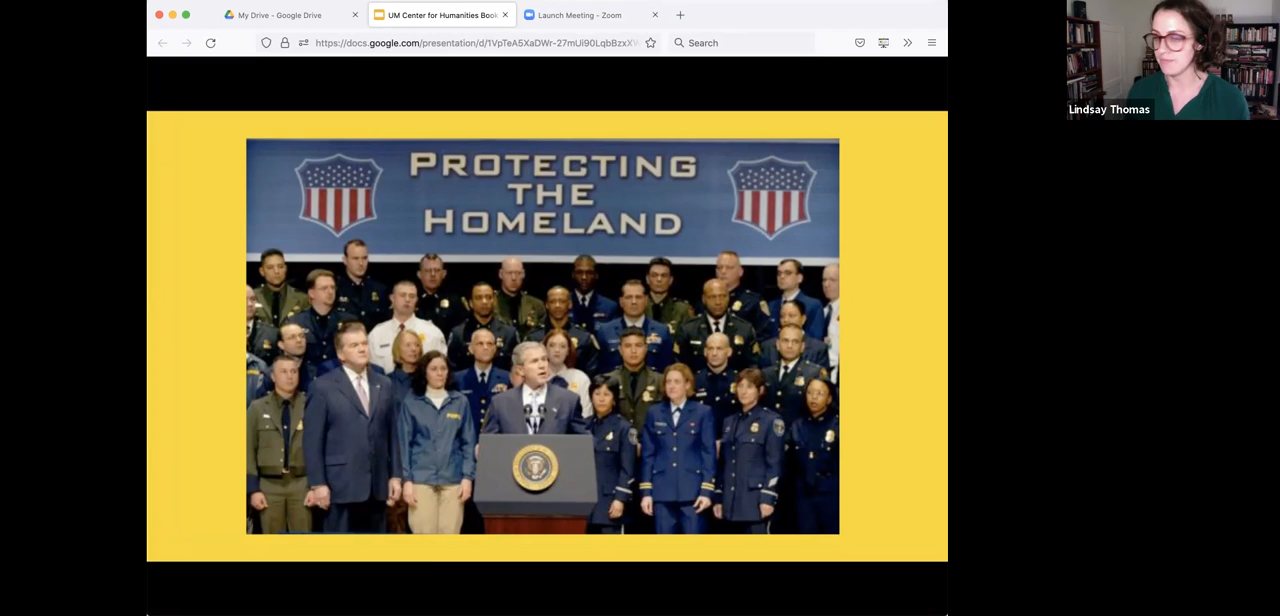 My Drive - Google Drive
UM Center for Humanities Book
Launch Meeting - Zoom
https://docs.google.com/presentation/d/1VpTeA5XaDWr-27mUi90LqbBzxX
Search
Lindsay Thomas
PROTECTING
THE
HOMELAND